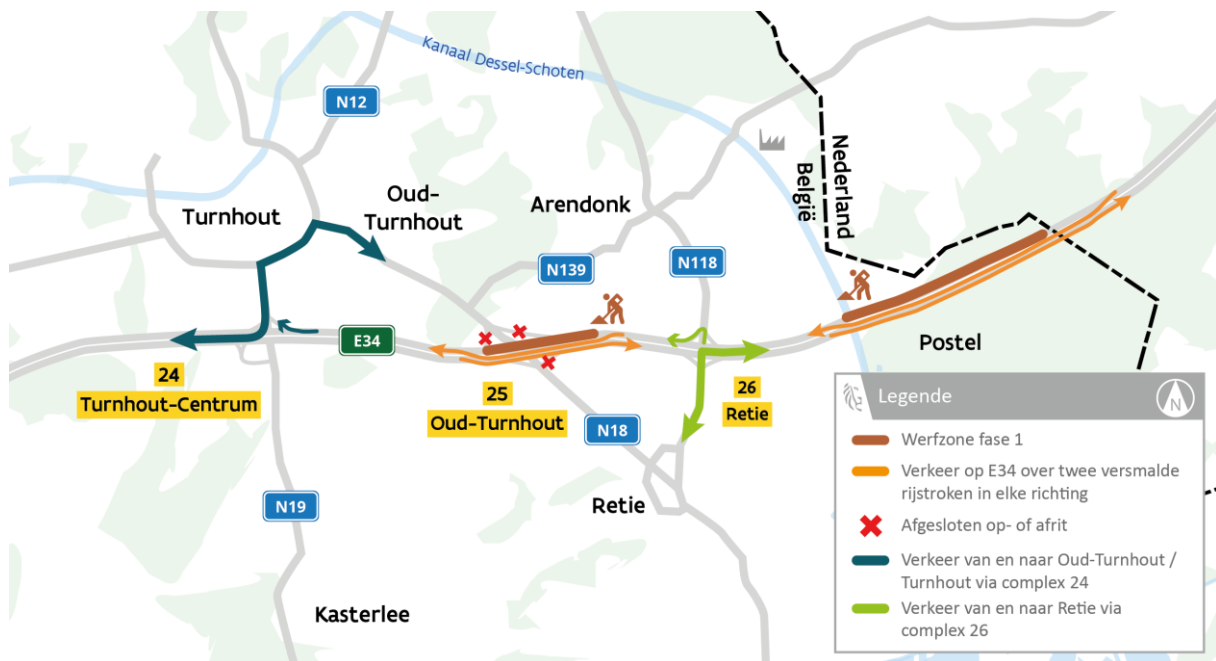 Kanaal Dessel-Schoten
N12
Nederland
België
Oud-
Turnhout
Turnhout
Arendonk
N139
N118
E34
Postel
24
Turnhout-Centrum
25
Oud-Turnhout
26
Retie
N18
N19
Retie
Kasterlee
Legende
N
Werfzone fase 1
Verkeer op E34 over twee versmalde
rijstroken in elke richting
Afgesloten op- of afrit
Verkeer van en naar Oud-Turnhout /
Turnhout via complex 24
Verkeer van en naar Retie via
complex 26